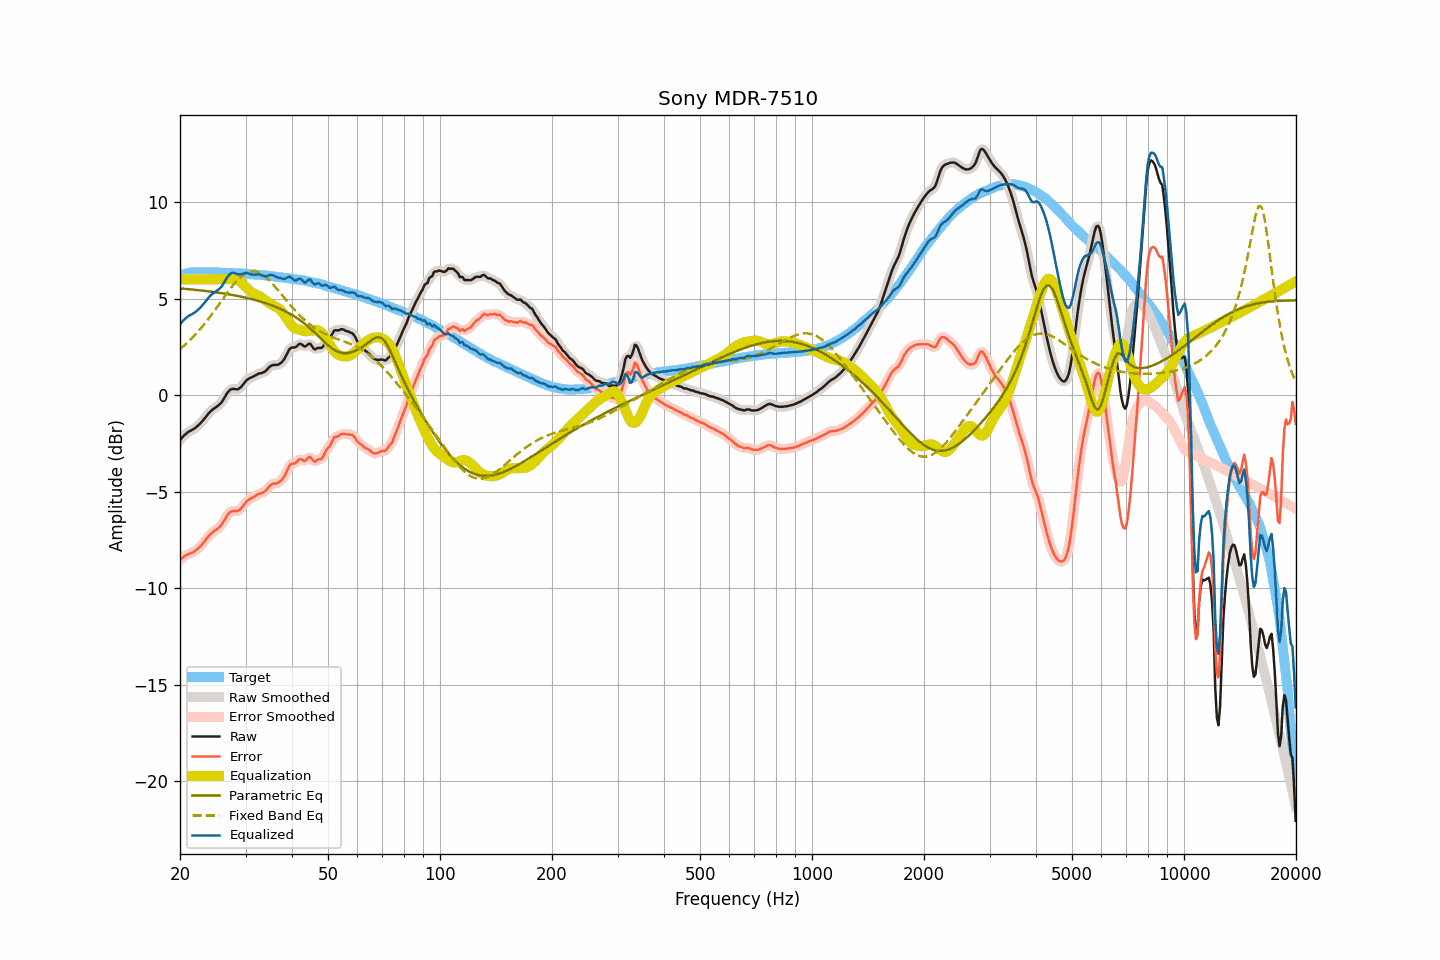 Sony MDR-7510
Amplitude (dBr)
10
5
0
−5
−10
−15
−20
Target
Raw Smoothed
Error Smoothed
Raw
Error
Equalization
Parametric Eq
Fixed Band Eq
Equalized
20 50 100 200 500 1000 2000 5000 10000 20000
Frequency (Hz)